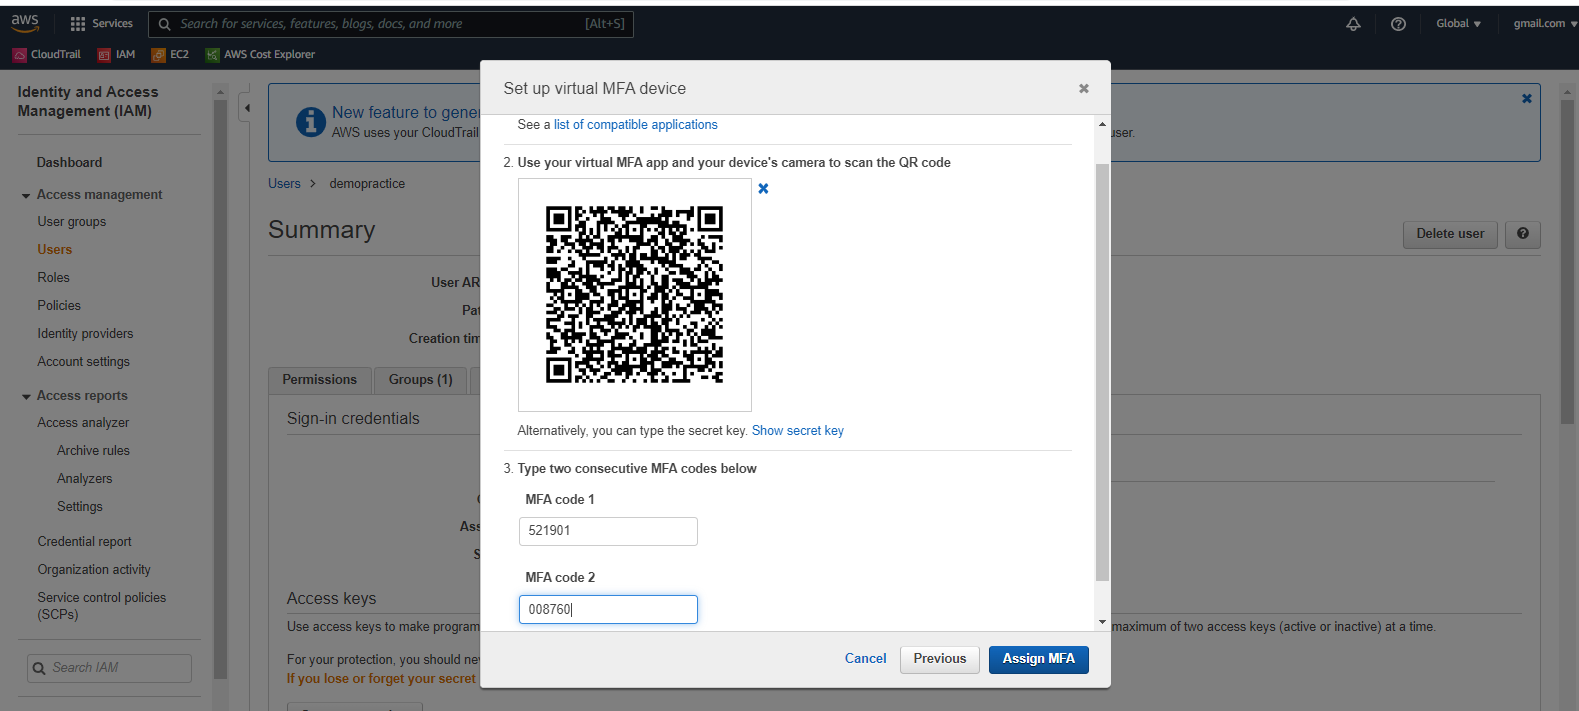 aws
Services
Search for services, features, blogs, docs, and more
[Alt+S]
Global
gmail.com
CloudTrail
IAM
EC2
AWS Cost Explorer
Identity and Access
Management (IAM)
Dashboard
Access management
User groups
Users
Roles
Policies
Identity providers
Account settings
Access reports
Access analyzer
Archive rules
Analyzers
Settings
Credential report
Organization activity
Service control policies
(SCPs)
Search IAM
New feature to gene
AWS uses your CloudTrail
user.
Users > demopractice
Summary
Delete user
User AR
Pat
Creation tim
Permissions
Groups (1)
Sign-in credentials
Ass
S
Access keys
Use access keys to make program
maximum of two access keys (active or inactive) at a time.
For your protection, you should ne
If you lose or forget your secret
Set up virtual MFA device
See a list of compatible applications
2. Use your virtual MFA app and your device's camera to scan the QR code
Alternatively, you can type the secret key. Show secret key
3. Type two consecutive MFA codes below
MFA code 1
521901
MFA code 2
008760
Cancel
Previous
Assign MFA